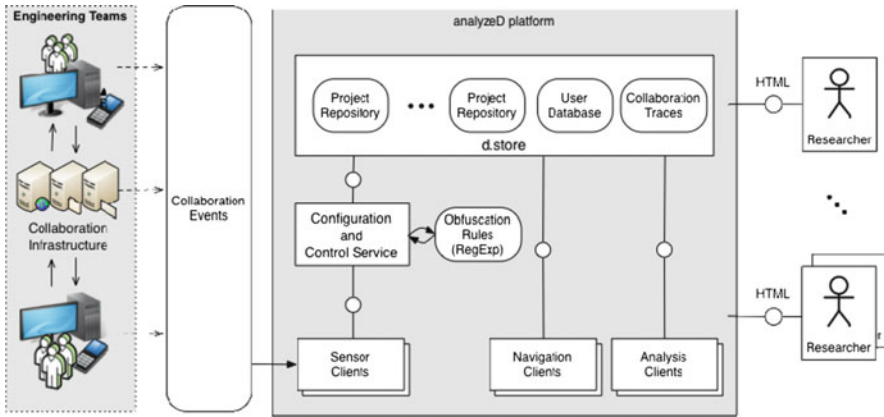 Engineering Teams
Collaboration
Infrastructure
Collaboration
Events
analyzeD platform
Project
Repository
Project
Repository
User
Database
Collaboration
Traces
d.store
Configuration
and
Control Service
Obfuscation
Rules
(RegExp)
Sensor
Clients
Navigation
Clients
Analysis
Clients
HTML
Researcher
HTML
Researcher
r